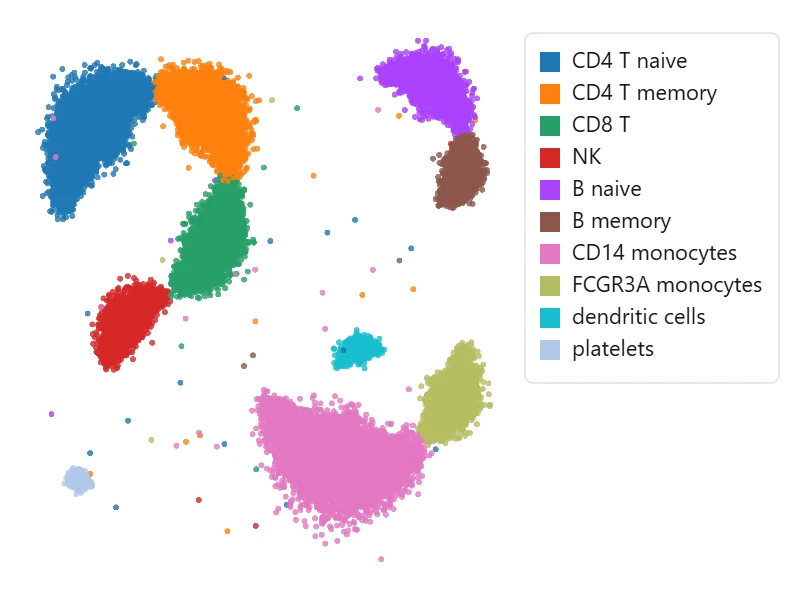 CD4 T naive
CD4 T memory
CD8 T
NK
B naive
B memory
CD14 monocytes
FCGR3A monocytes
dendritic cells
platelets